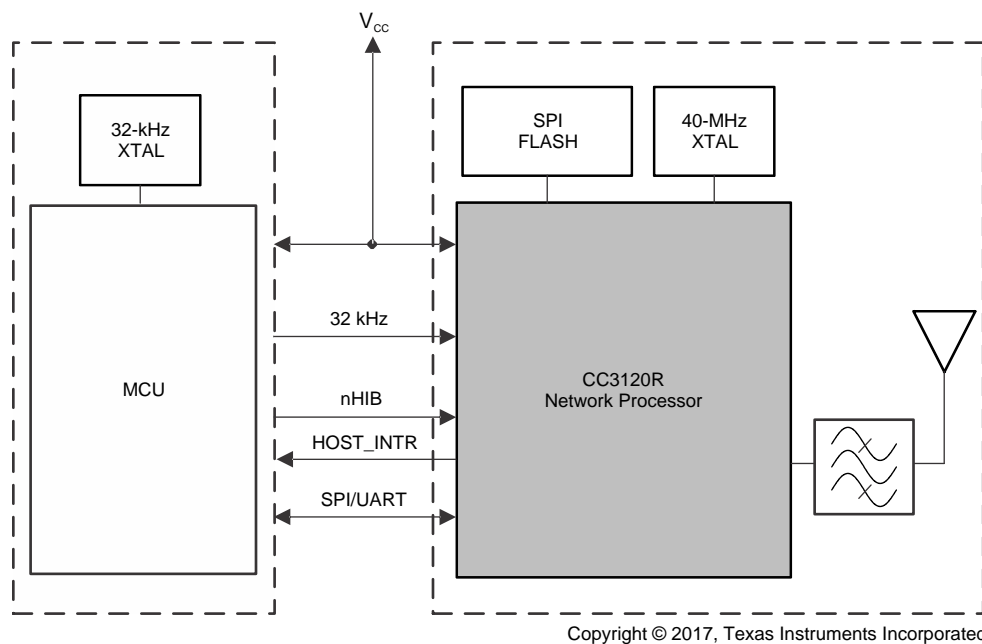 VCC
32-kHz
XTAL
SPI
FLASH
40-MHz
XTAL
32 kHz
MCU
CC3120R
Network Processor
nHIB
HOST_INTR
SPI/UART
Copyright © 2017, Texas Instruments Incorporated